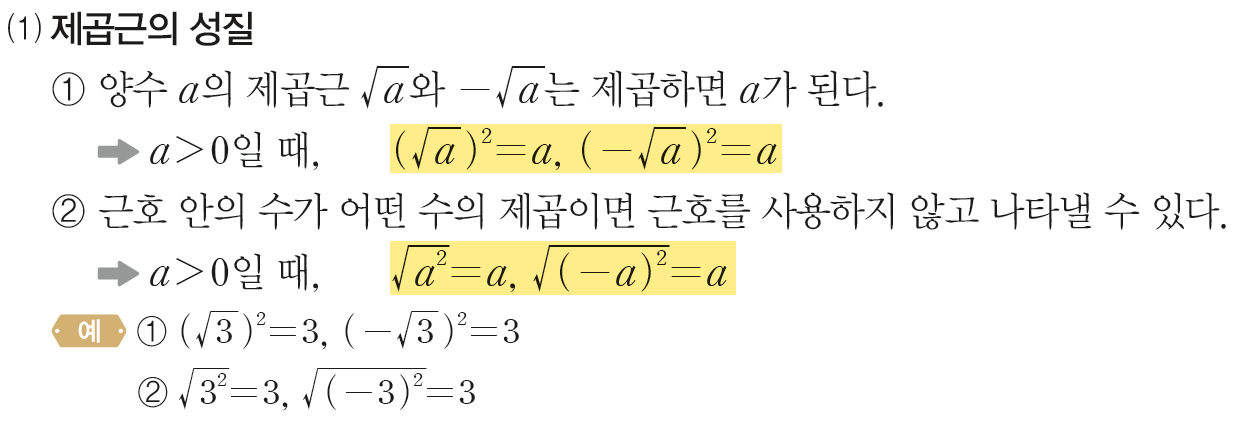 (1) 제곱근의 성질
① 양수 a의 제곱근 √a와 −√a는 제곱하면 a가 된다.
➡ a>0일 때, (√a)²=a, (−√a)²=a
② 근호 안의 수가 어떤 수의 제곱이면 근호를 사용하지 않고 나타낼 수 있다.
➡ a>0일 때, √a²=a, √(−a)²=a
예 ① (√3)²=3, (−√3)²=3
② √3²=3, √(−3)²=3